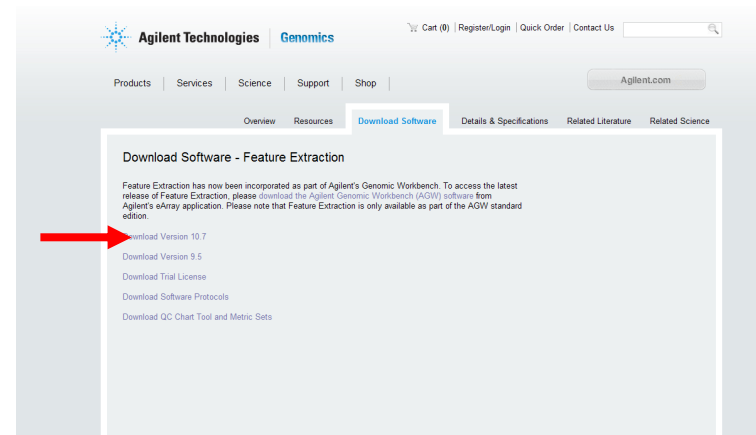 Agilent Technologies Genomics
Cart (0) Register/Login Quick Order Contact Us
Products Services Science Support Shop
Agilent.com
Overview Resources Download Software Details & Specifications Related Literature Related Science
Download Software - Feature Extraction
Feature Extraction has now been incorporated as part of Agilent's Genomic Workbench. To access the latest
release of Feature Extraction, please download the Agilent Genomic Workbench (AGW) software from
Agilent's eArray application. Please note that Feature Extraction is only available as part of the AGW standard
edition.
Download Version 10.7
Download Version 9.5
Download Trial License
Download Software Protocols
Download QC Chart Tool and Metric Sets